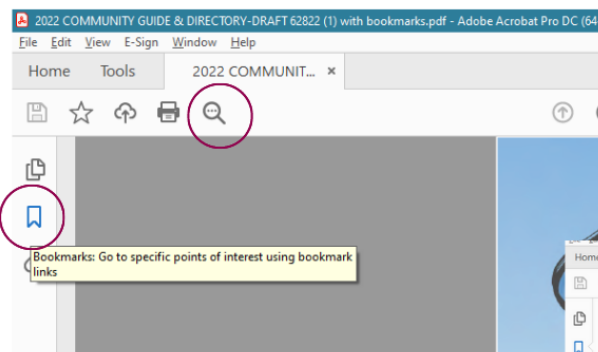 2022 COMMUNITY GUIDE & DIRECTORY-DRAFT 62822 (1) with bookmarks.pdf - Adobe Acrobat Pro DC (64
File Edit View E-Sign Window Help
Home Tools 2022 COMMUNIT... ×
Bookmarks: Go to specific points of interest using bookmark
links
Home